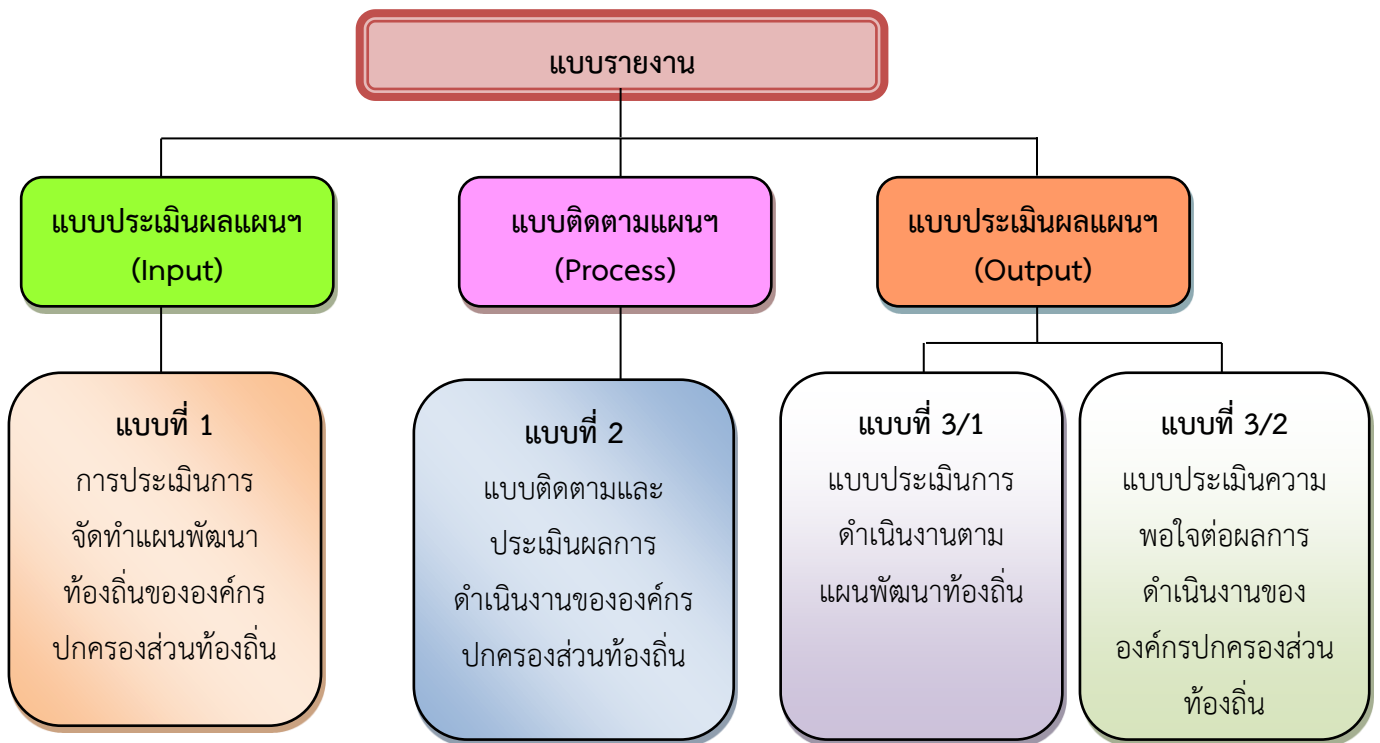 แบบรายงาน
แบบประเมินผลแผนฯ
(Input)
แบบติดตามแผนฯ
(Process)
แบบประเมินผลแผนฯ
(Output)
แบบที่ 1
การประเมินการ
จัดทำแผนพัฒนา
ท้องถิ่นขององค์กร
ปกครองส่วนท้องถิ่น
แบบที่ 2
แบบติดตามและ
ประเมินผลการ
ดำเนินงานขององค์กร
ปกครองส่วนท้องถิ่น
แบบที่ 3/1
แบบประเมินการ
ดำเนินงานตาม
แผนพัฒนาท้องถิ่น
แบบที่ 3/2
แบบประเมินความ
พอใจต่อผลการ
ดำเนินงานของ
องค์กรปกครองส่วน
ท้องถิ่น